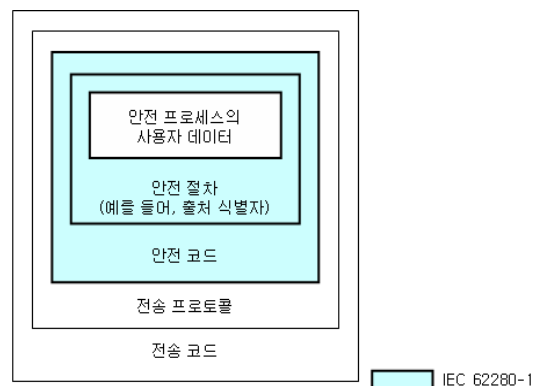 안전 프로세스의
사용자 데이터
안전 절차
(예를 들어, 출처 식별자)
안전 코드
전송 프로토콜
전송 코드
IEC 62280-1